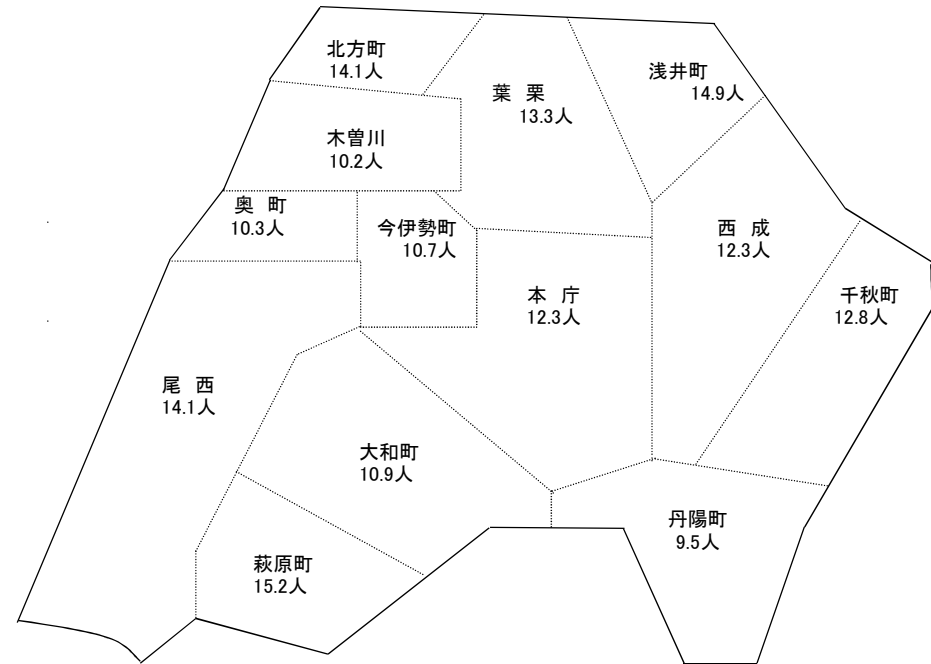 北方町
14.1人
浅井町
14.9人
葉 栗
13.3人
木曽川
10.2人
奥 町
10.3人
今伊勢町
10.7人
西 成
12.3人
本 庁
12.3人
千秋町
12.8人
尾 西
14.1人
大和町
10.9人
丹陽町
9.5人
萩原町
15.2人